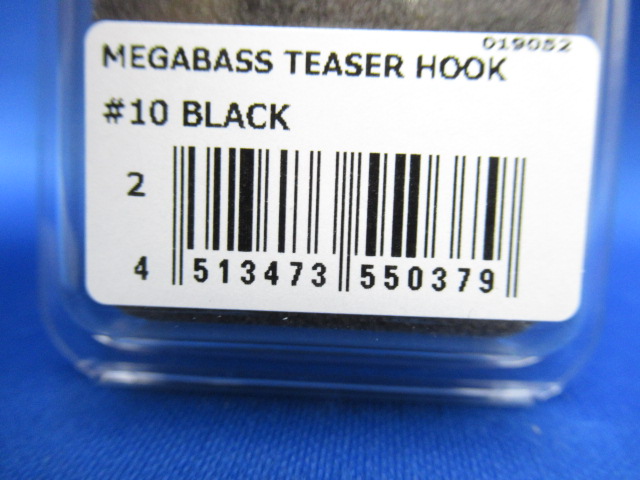 019052
MEGABASS TEASER HOOK
#10 BLACK
2
4 513473 550379